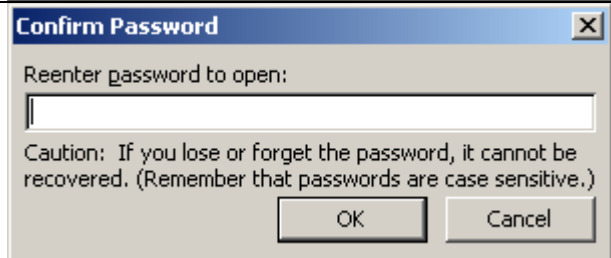 Confirm Password
Reenter password to open:
Caution:  If you lose or forget the password, it cannot be
recovered. (Remember that passwords are case sensitive.)
OK
Cancel